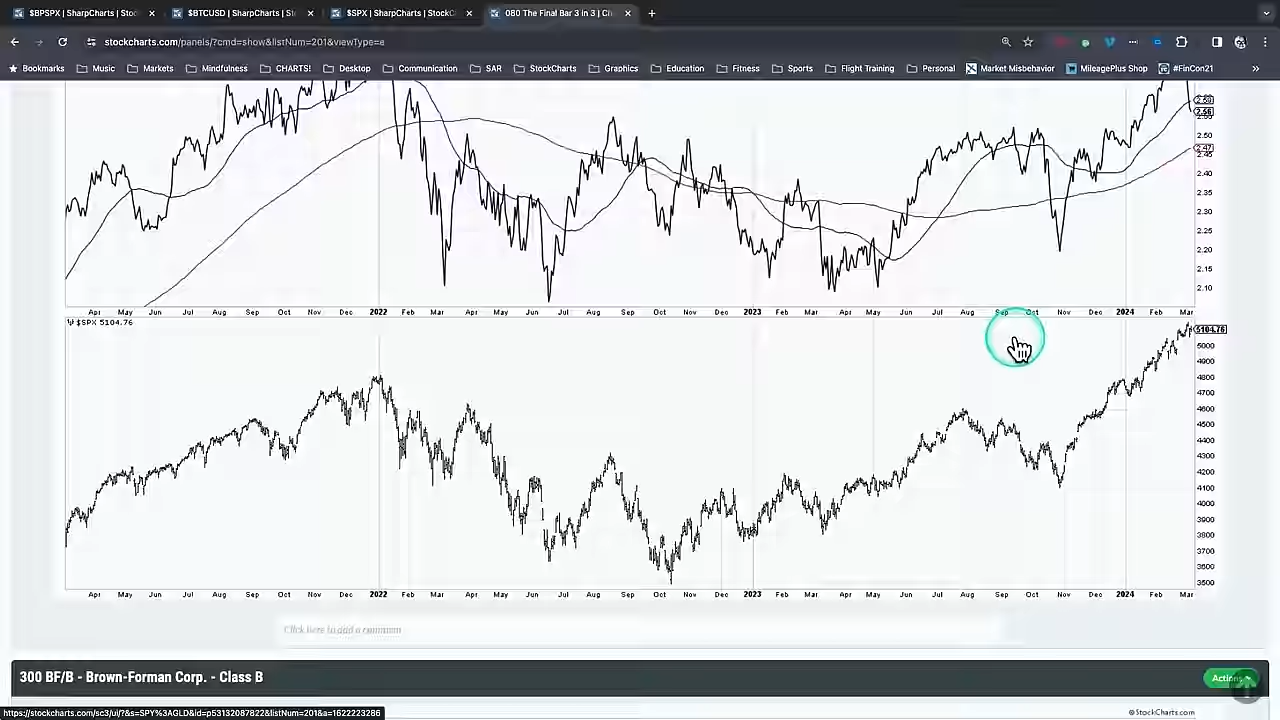 $BPSPX | SharpCharts | Stoc
$BTCUSD | SharpCharts | St
$SPX | SharpCharts | StockC
080 The Final Bar 3 in 3 | Ch
stockcharts.com/panels/?cmd=show&listNum=201&viewType=e
Bookmarks Music Markets Mindfulness CHARTS! Desktop Communication SAR StockCharts Graphics Education Fitness Sports Flight Training Personal Market Misbehavior MileagePlus Shop #FinCon21 »
2.59
2.56
2.50
2.47
2.45
2.40
2.35
2.30
2.25
2.20
2.15
2.10
Apr May Jun Jul Aug Sep Oct Nov Dec 2022 Feb Mar Apr May Jun Jul Aug Sep Oct Nov Dec 2023 Feb Mar Apr May Jun Jul Aug Sep Oct Nov Dec 2024 Feb Mar
$SPX 5104.76
5104.76
5000
4900
4800
4700
4600
4500
4400
4300
4200
4100
4000
3900
3800
3700
3600
3500
Apr May Jun Jul Aug Sep Oct Nov Dec 2022 Feb Mar Apr May Jun Jul Aug Sep Oct Nov Dec 2023 Feb Mar Apr May Jun Jul Aug Sep Oct Nov Dec 2024 Feb Mar
Click here to add a comment
300 BF/B - Brown-Forman Corp. - Class B
Actions
https://stockcharts.com/sc3/ui/?&s=SPY%3AGLD&id=p53132087822&listNum=201&a=1622223286
©StockCharts.com